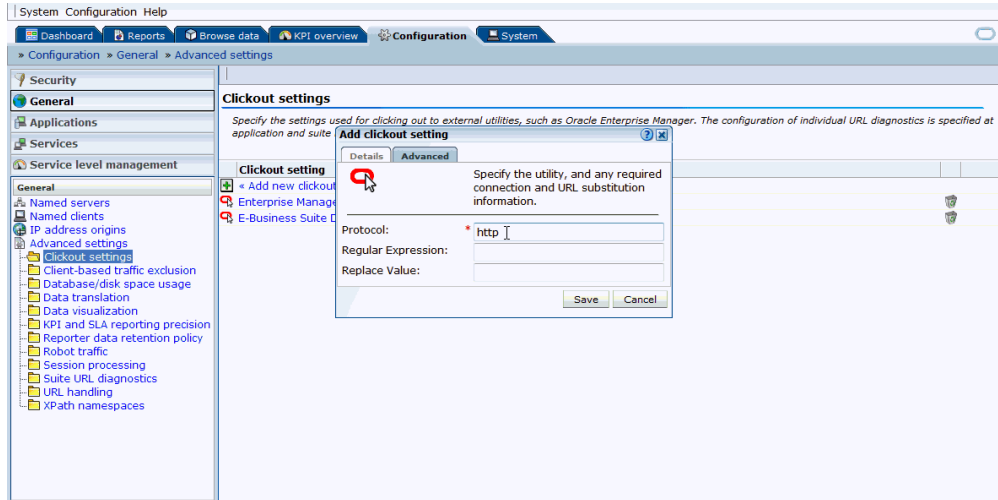 System Configuration Help
Dashboard Reports Browse data KPI overview Configuration System
» Configuration » General » Advanced settings
Security
General
Applications
Services
Service level management
General
Named servers
Named clients
IP address origins
Advanced settings
Clickout settings
Client-based traffic exclusion
Database/disk space usage
Data translation
Data visualization
KPI and SLA reporting precision
Reporter data retention policy
Robot traffic
Session processing
Suite URL diagnostics
URL handling
XPath namespaces
Clickout settings
Specify the settings used for clicking out to external utilities, such as Oracle Enterprise Manager. The configuration of individual URL diagnostics is specified at
application and suite
Clickout setting
« Add new clickout
Enterprise Manage
E-Business Suite D
Add clickout setting
Details Advanced
Specify the utility, and any required
connection and URL substitution
information.
Protocol: * http
Regular Expression:
Replace Value:
Save Cancel